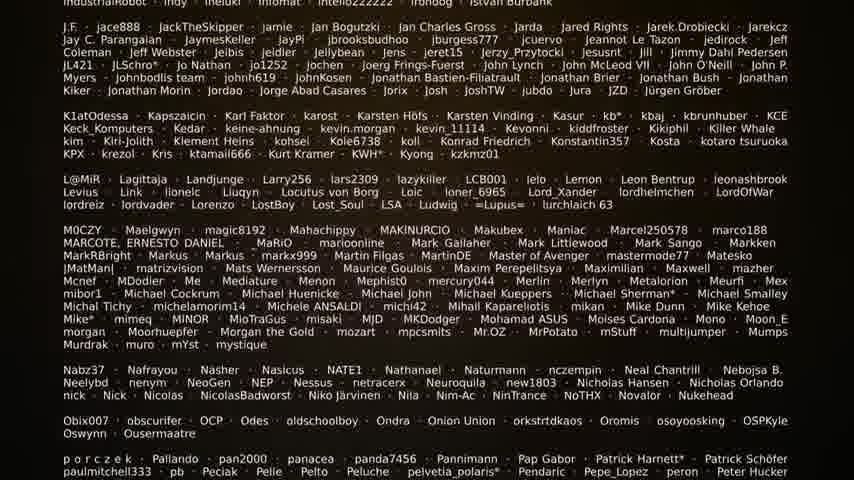 IndustrialRobot · Indy · Ineluki · Infomat · intello222222 · ironhog · Istvan Burbank
J.F. · jace888 · JackTheSkipper · jamie · Jan Bogutzki · Jan Charles Gross · Jarda · Jared Rights · Jarek.Drobiecki · Jarekcz
Jay C. Parangalan · JaymesKeller · JayPi · jbrooksbudhoo · jburgess777 · jcuervo · Jeannot Le Tazon · jedirock · Jeff
Coleman · Jeff Webster · Jeibis · jeidler · Jellybean · Jens · jeret15 · Jerzy_Przytocki · Jesusnt · Jill · Jimmy Dahl Pedersen
JL421 · JLSchro* · Jo Nathan · jo1252 · Jochen · Joerg Frings-Fuerst · John Lynch · John McLeod VII · John O'Neill · John P.
Myers · Johnbodlis team · johnh619 · JohnKosen · Jonathan Bastien-Filiatrault · Jonathan Brier · Jonathan Bush · Jonathan
Kiker · Jonathan Morin · Jordao · Jorge Abad Casares · Jorix · Josh · JoshTW · jubdo · Jura · JZD · Jürgen Gröber
K1atOdessa · Kapszaicin · Karl Faktor · karost · Karsten Höfs · Karsten Vinding · Kasur · kb* · kbaj · kbrunhuber · KCE
Keck_Komputers · Kedar · keine-ahnung · kevin.morgan · kevin_11114 · Kevonni · kiddfroster · Kikiphil · Killer Whale
kim · Kiri-Joliph · Klement Heins · kohsel · Kole6738 · koll · Konrad Friedrich · Konstantin357 · Kosta · kotaro tsuruoka
KPX · krezol · Kris · ktamail666 · Kurt Kramer · KWH* · Kyong · kzkmz01
L@MiR · Lagittaja · Landjunge · Larry256 · lars2309 · lazykiller · LCB001 · lelo · Lemon · Leon Bentrup · leonashbrook
Levius · Link · lionelc · Liuqyn · Locutus von Borg · Loic · loner_6965 · Lord_Xander · lordhelmchen · LordOfWar
lordreiz · lordvader · Lorenzo · LostBoy · Lost_Soul · LSA · Ludwig · =Lupus= · lurchlaich 63
M0CZY · Maelgwyn · magic8192 · Mahachippy · MAKİNURCİO · Makubex · Maniac · Marcel250578 · marco188
MARCOTE, ERNESTO DANIEL · _MaRiO · marioonline · Mark Gallaher · Mark Littlewood · Mark Sango · Markken
MarkRBright · Markus · Markus · markx999 · Martin Filgas · MartinDE · Master of Avenger · mastermode77 · Matesko
|MatMan| · matrizvision · Mats Wernersson · Maurice Goulois · Maxim Perepelitsya · Maximilian · Maxwell · mazher
Mcnef · MDodier · Me · Mediature · Menon · Mephist0 · mercury044 · Merlin · Merlyn · Metalorion · Meurfi · Mex
mibor1 · Michael Cockrum · Michael Huenicke · Michael John · Michael Kueppers · Michael Sherman* · Michael Smalley
Michal Tichy · michelamorim14 · Michele ANSALDI · michi42 · Mihail Kapareliotis · mikan · Mike Dunn · Mike Kehoe
Mike* · mimeq · MINOR · MioTraGus · misaki · MJD · MKDodger · Mohamad ASUS · Moises Cardona · Mono · Moon_E
morgan · Moorhuepfer · Morgan the Gold · mozart · mpcsmits · Mr.OZ · MrPotato · mStuff · multijumper · Mumps
Murdrak · muro · mYst · mystique
Nabz37 · Nafrayou · Nasher · Nasicus · NATE1 · Nathanael · Naturmann · nczempin · Neal Chantrill · Nebojsa B.
Neelybd · nenym · NeoGen · NEP · Nessus · netracerx · Neuroquila · new1803 · Nicholas Hansen · Nicholas Orlando
nick · Nick · Nicolas · NicolasBadworst · Niko Järvinen · Nila · Nim-Ac · NinTrance · NoTHX · Novalor · Nukehead
Obix007 · obscurifer · OCP · Odes · oldschoolboy · Ondra · Onion Union · orkstrtdkaos · Oromis · osoyoosking · OSPKyle
Oswynn · Ousermaatre
p o r c z e k · Pallando · pan2000 · panacea · panda7456 · Pannimann · Pap Gabor · Patrick Harnett* · Patrick Schöfer
paulmitchell333 · pb · Peciak · Pelle · Pelto · Peluche · pelvetia_polaris* · Pendaric · Pepe_Lopez · peron · Peter Hucker